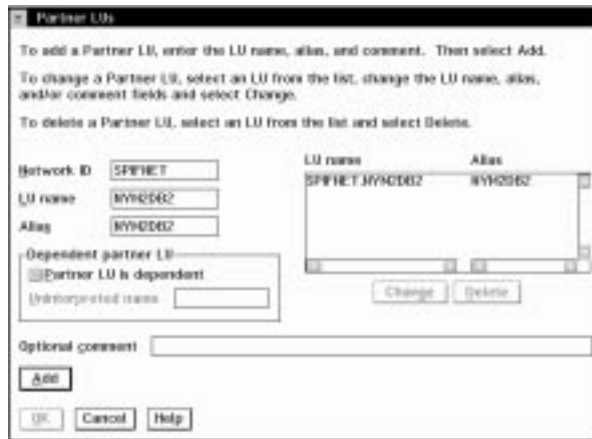 Partner LUs
To add a Partner LU, enter the LU name, alias, and comment. Then select Add.
To change a Partner LU, select an LU from the list, change the LU name, alias,
and/or comment fields and select Change.
To delete a Partner LU, select an LU from the list and select Delete.
Network ID SPIFNET
LU name NYM2DB2
Alias NYM2DB2
LU name Alias
SPIFNET.NYM2DB2 NYM2DB2
Dependent partner LU
Partner LU is dependent
Uninterpreted name
Change Delete
Optional comment
Add
OK Cancel Help